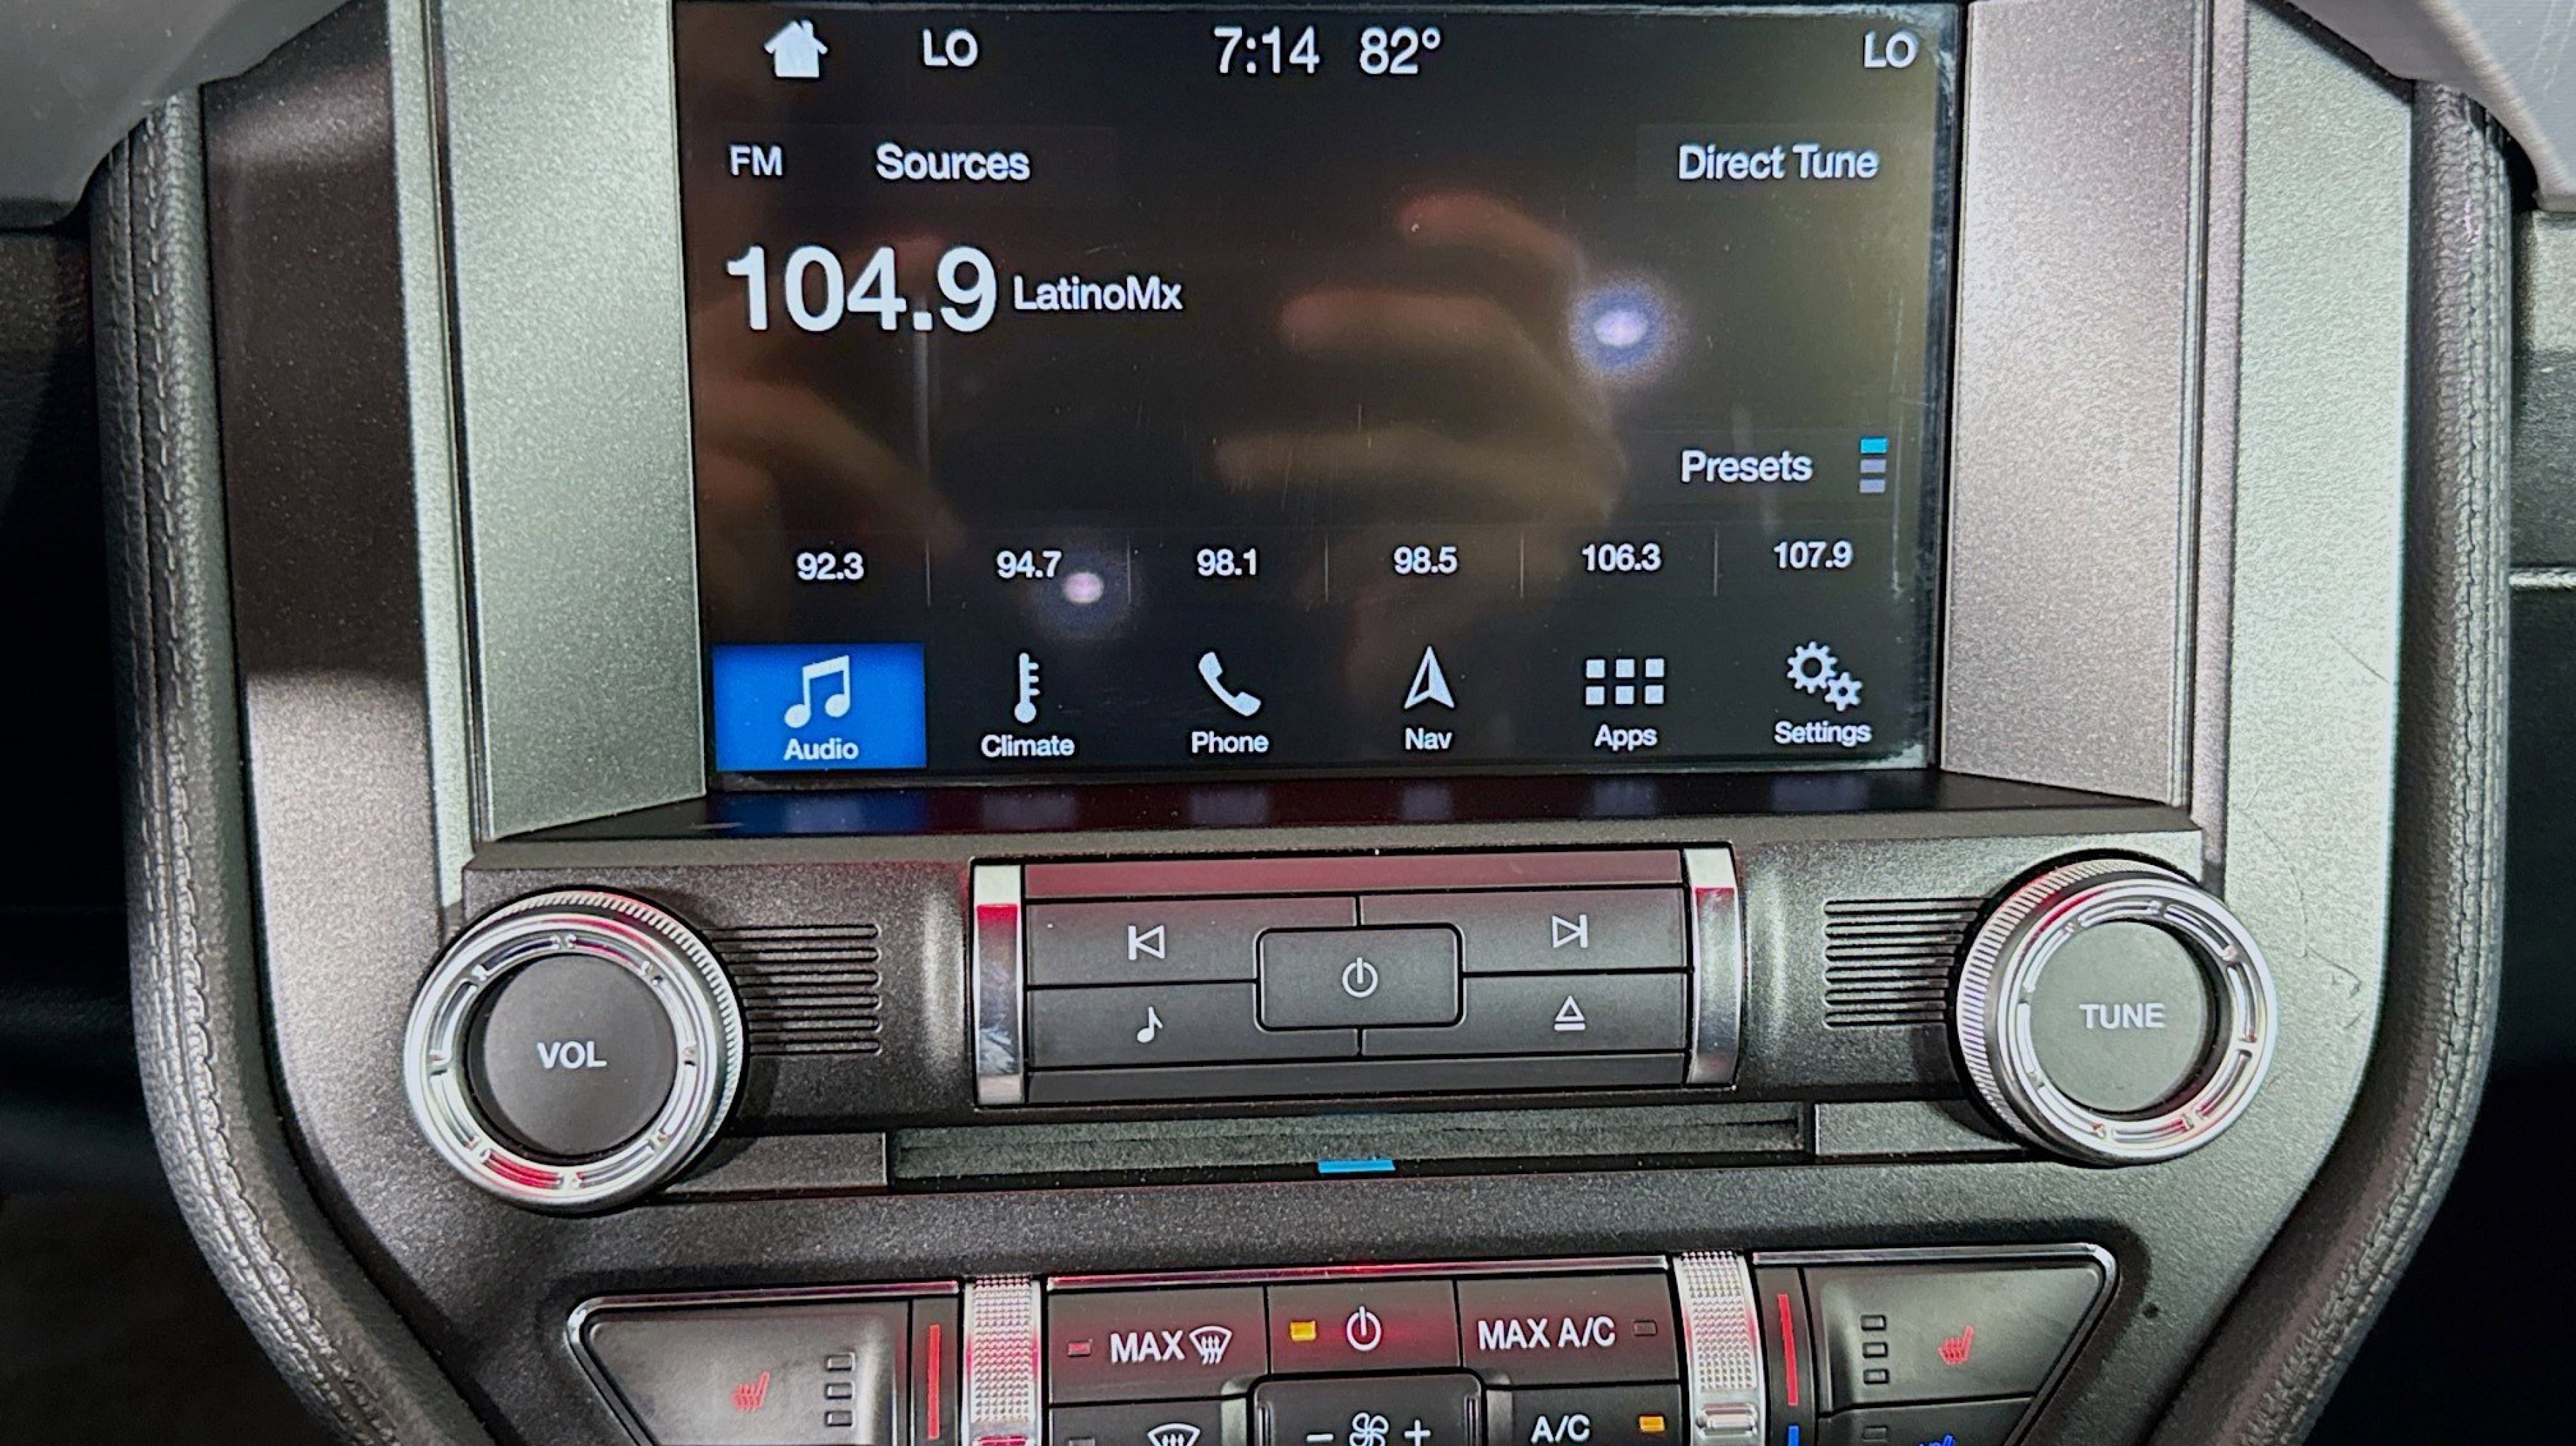 LO 7:14 82° LO
FM Sources Direct Tune
104.9 LatinoMx
Presets
92.3 94.7 98.1 98.5 106.3 107.9
Audio Climate Phone Nav Apps Settings
VOL
TUNE
MAX
MAX A/C
- +
A/C